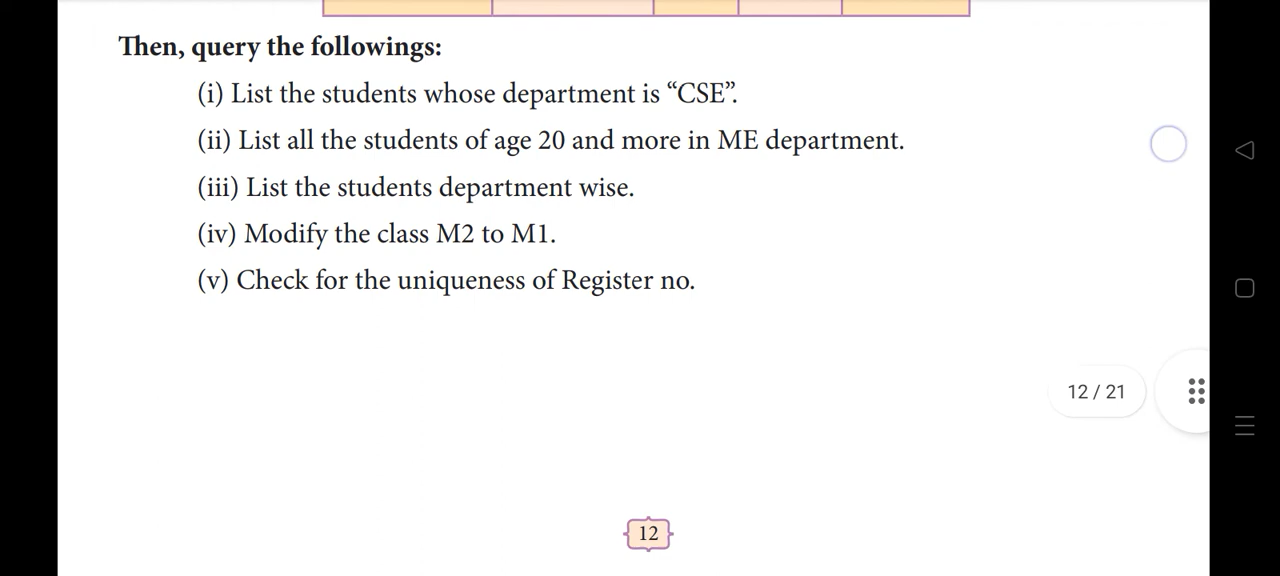 Then, query the followings:
(i) List the students whose department is “CSE”.
(ii) List all the students of age 20 and more in ME department.
(iii) List the students department wise.
(iv) Modify the class M2 to M1.
(v) Check for the uniqueness of Register no.
12 / 21
12